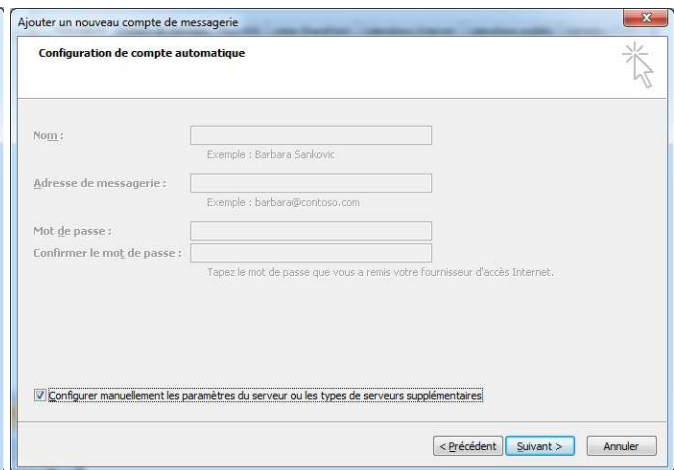 Ajouter un nouveau compte de messagerie
Configuration de compte automatique
Nom :
Exemple : Barbara Sankovic
Adresse de messagerie :
Exemple : barbara@contoso.com
Mot de passe :
Confirmer le mot de passe :
Tapez le mot de passe que vous a remis votre fournisseur d'accès Internet.
Configurer manuellement les paramètres du serveur ou les types de serveurs supplémentaires
< Précédent Suivant > Annuler